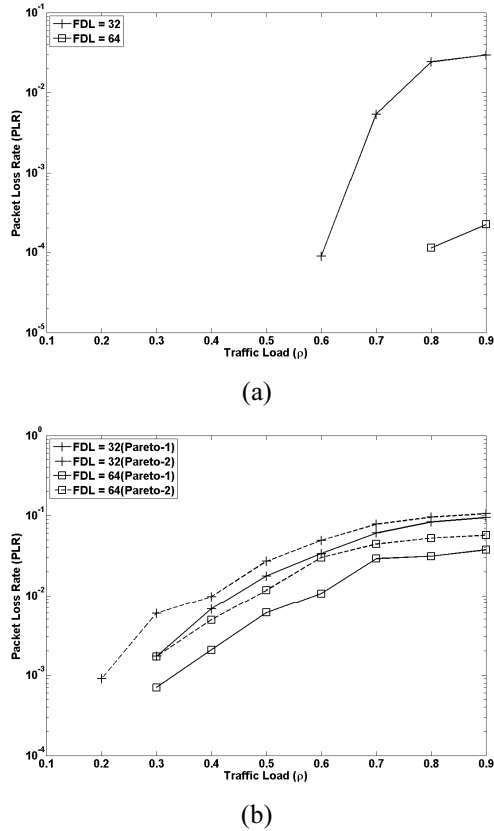 10^-1
FDL = 32
FDL = 64
10^-2
10^-3
10^-4
10^-5
Packet Loss Rate (PLR)
0.1 0.2 0.3 0.4 0.5 0.6 0.7 0.8 0.9
Traffic Load (ρ)
(a)
10^0
FDL = 32(Pareto-1)
FDL = 32(Pareto-2)
FDL = 64(Pareto-1)
FDL = 64(Pareto-2)
10^-1
10^-2
10^-3
10^-4
Packet Loss Rate (PLR)
0.1 0.2 0.3 0.4 0.5 0.6 0.7 0.8 0.9
Traffic Load (ρ)
(b)